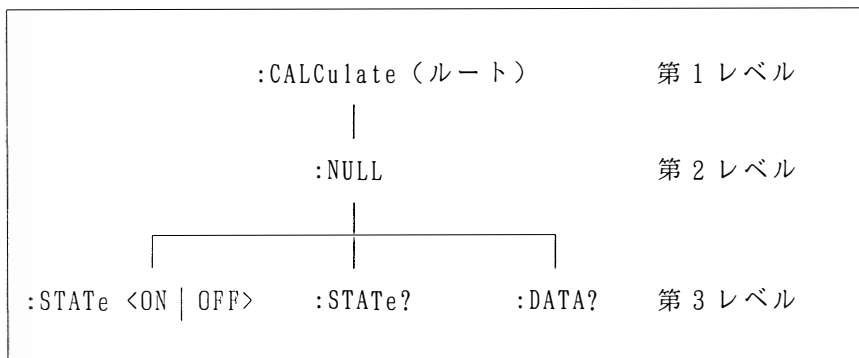 :CALCulate (ルート) 第1レベル
:NULL 第2レベル
:STATe <ON | OFF> :STATe? :DATA? 第3レベル